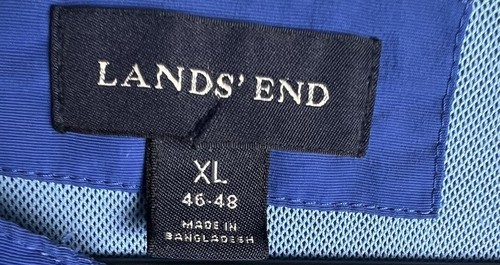 LANDS' END
XL
46-48
MADE IN
BANGLADESH